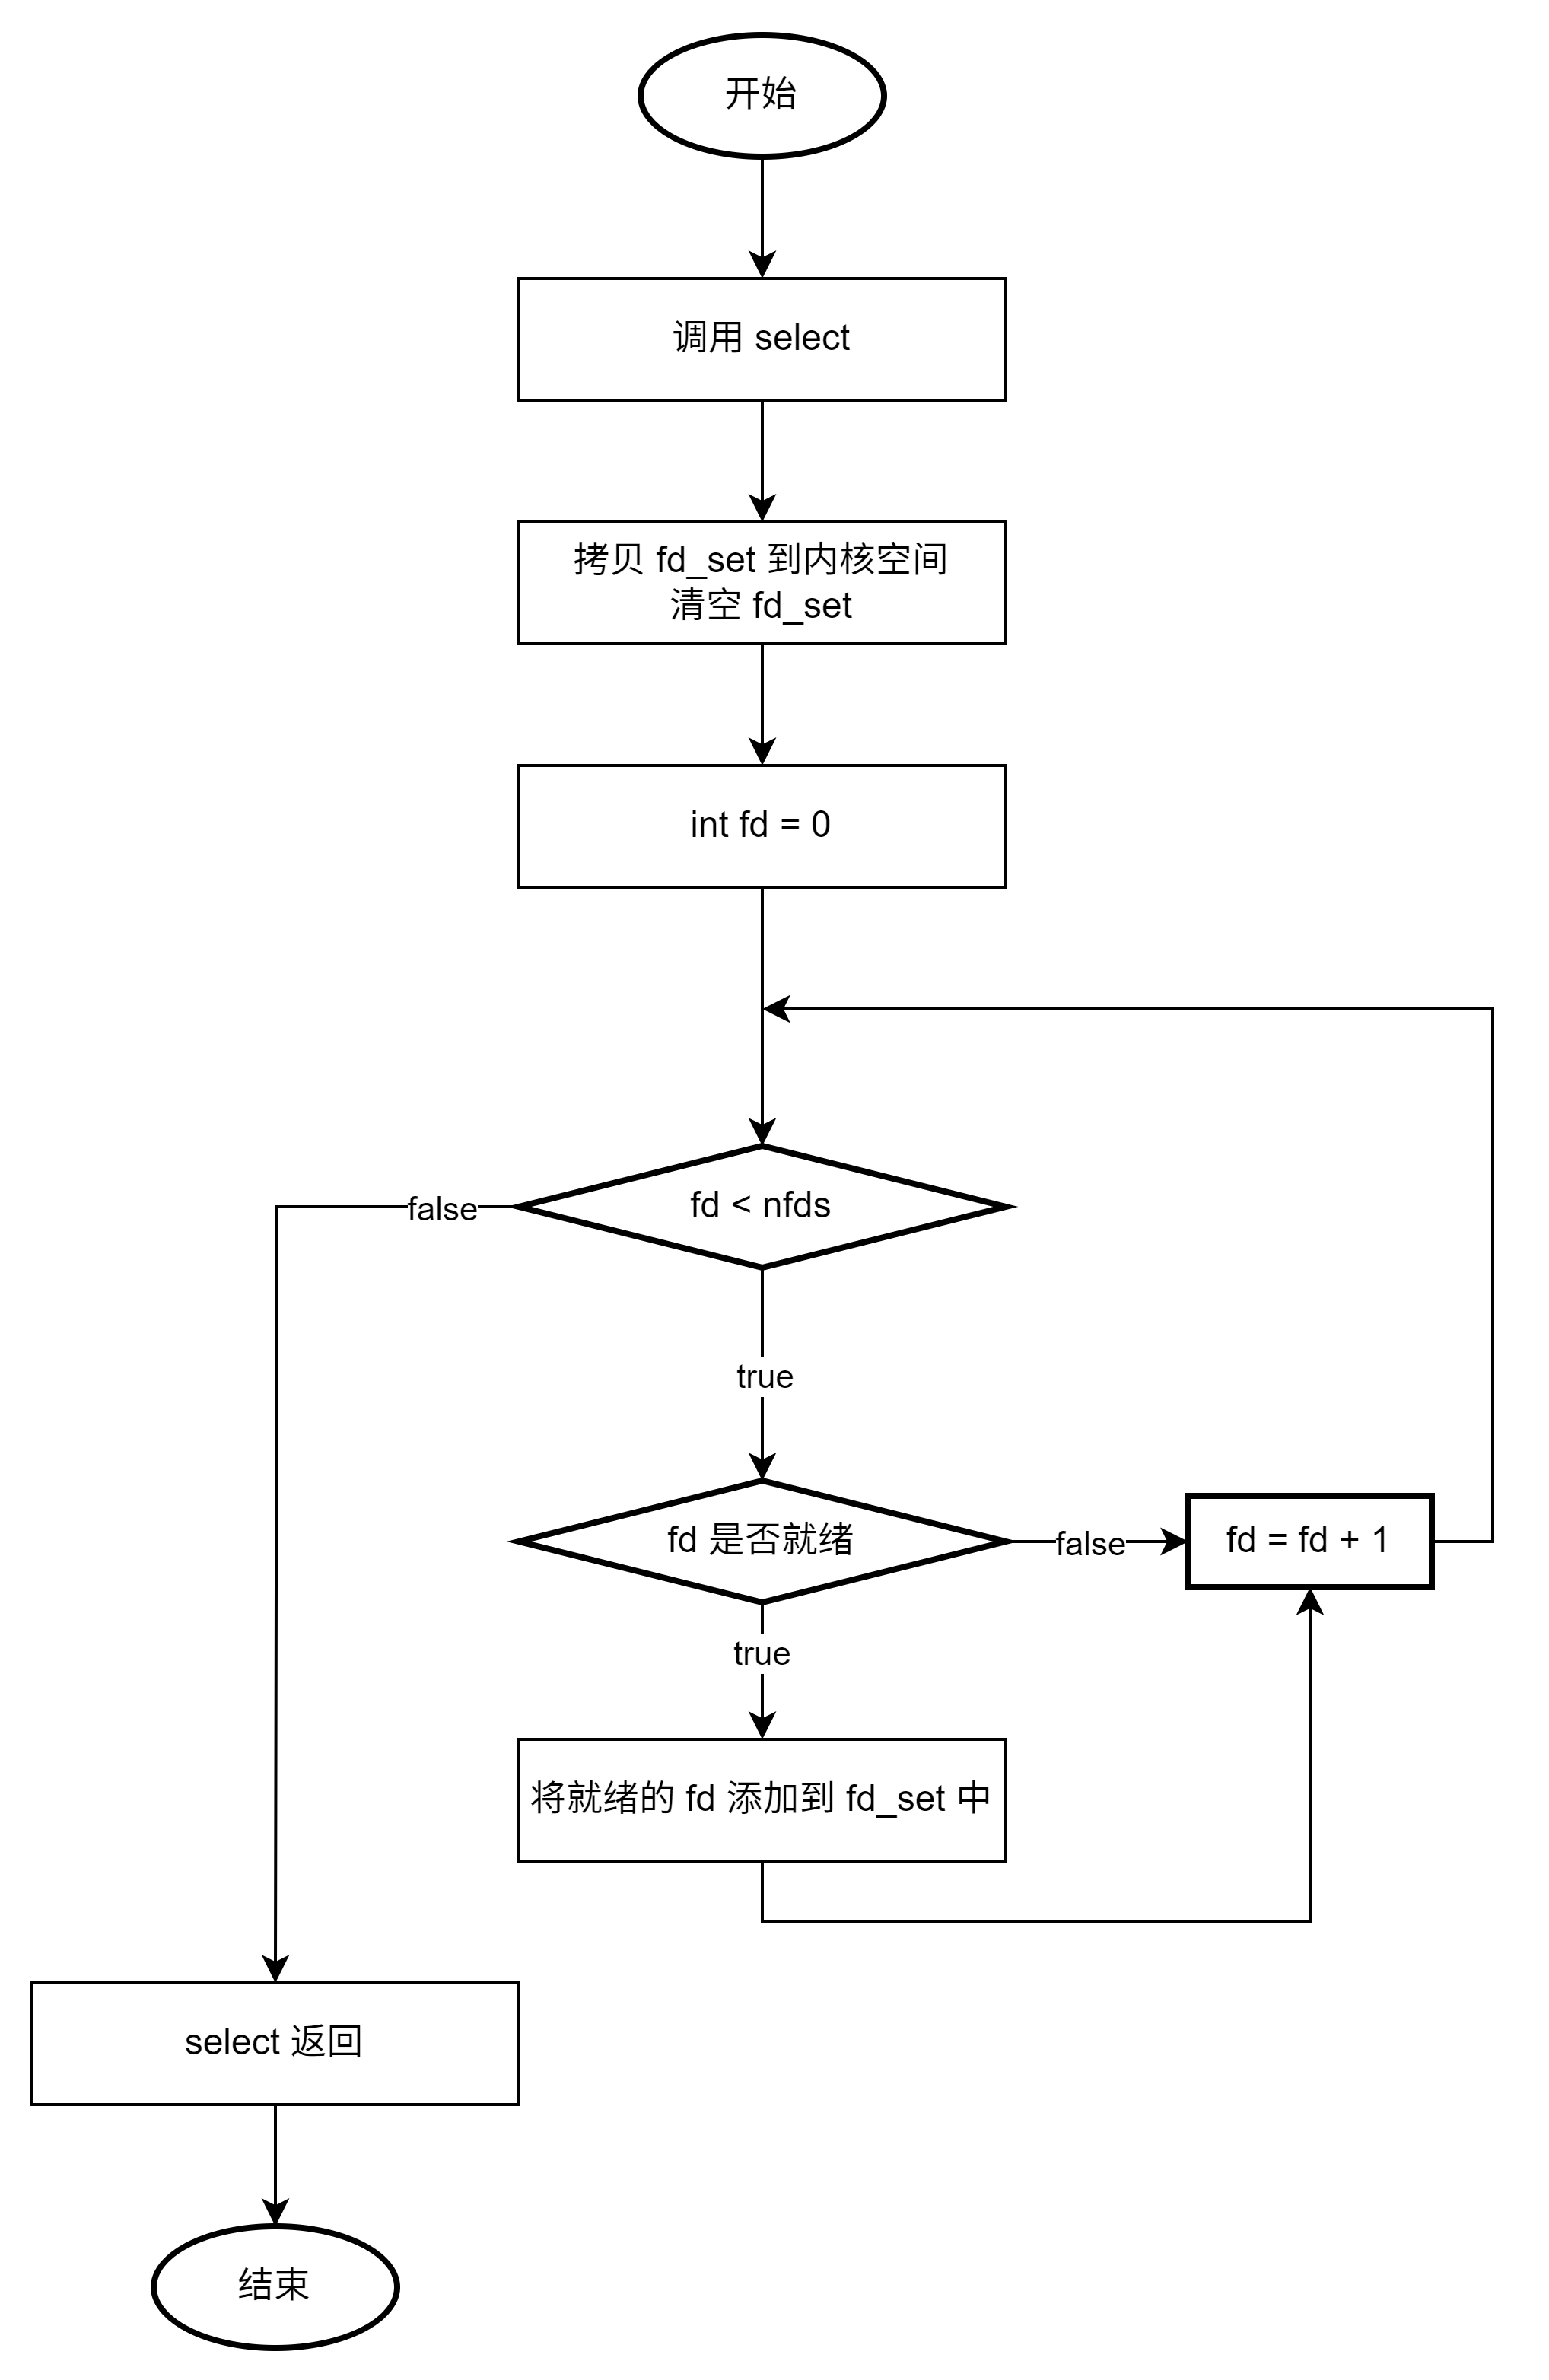 开始
调用 select
拷贝 fd_set 到内核空间
清空 fd_set
int fd = 0
fd < nfds
false
true
fd 是否就绪
false
fd = fd + 1
true
将就绪的 fd 添加到 fd_set 中
select 返回
结束